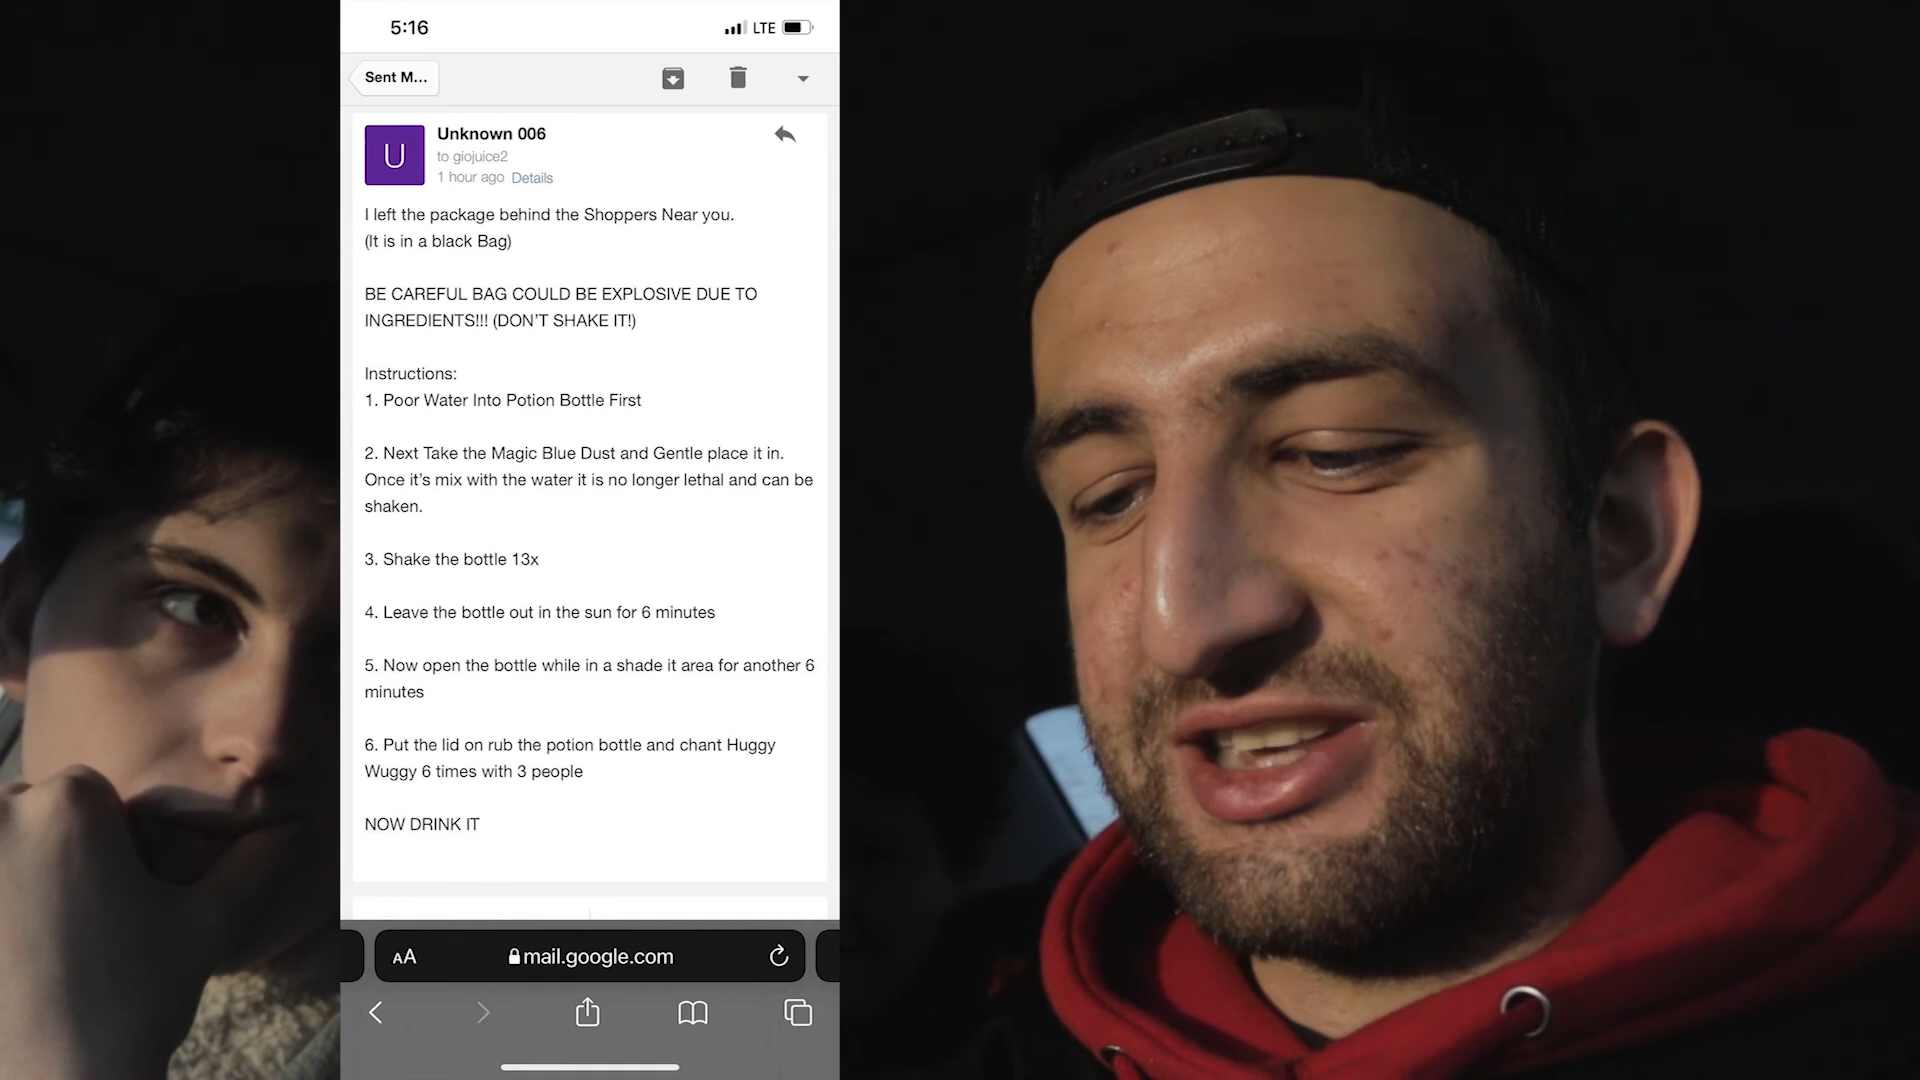 5:16
LTE
Sent M...
U
Unknown 006
to giojuice2
1 hour ago Details
I left the package behind the Shoppers Near you.
(It is in a black Bag)
BE CAREFUL BAG COULD BE EXPLOSIVE DUE TO
INGREDIENTS!!! (DON’T SHAKE IT!)
Instructions:
1. Poor Water Into Potion Bottle First
2. Next Take the Magic Blue Dust and Gentle place it in.
Once it’s mix with the water it is no longer lethal and can be
shaken.
3. Shake the bottle 13x
4. Leave the bottle out in the sun for 6 minutes
5. Now open the bottle while in a shade it area for another 6
minutes
6. Put the lid on rub the potion bottle and chant Huggy
Wuggy 6 times with 3 people
NOW DRINK IT
AA
mail.google.com